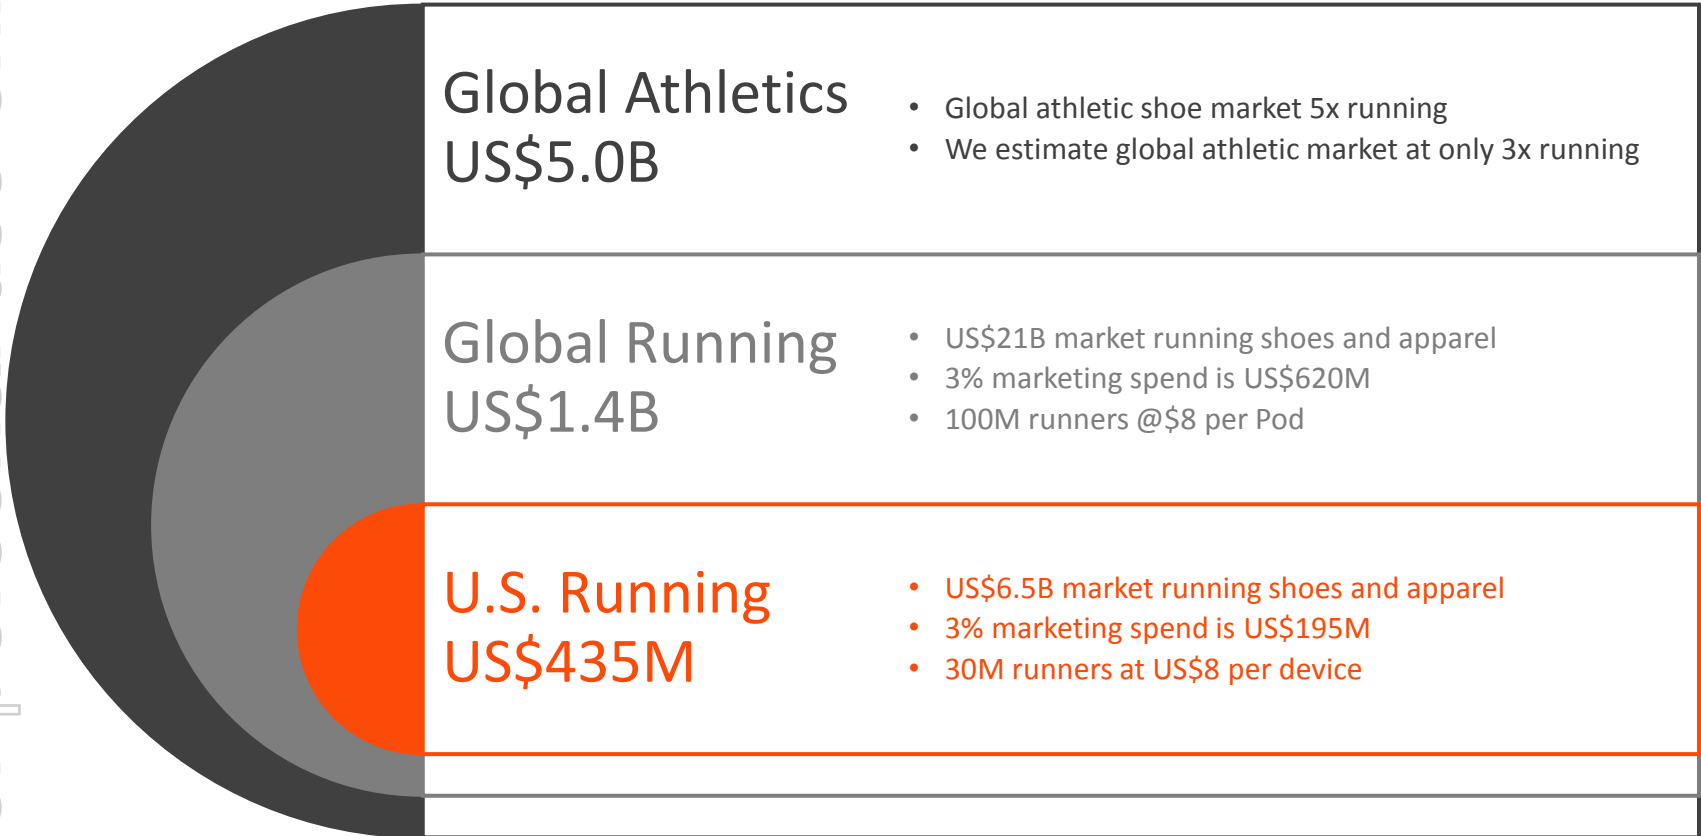 Global Athletics
US$5.0B
• Global athletic shoe market 5x running
• We estimate global athletic market at only 3x running
Global Running
US$1.4B
• US$21B market running shoes and apparel
• 3% marketing spend is US$620M
• 100M runners @$8 per Pod
U.S. Running
US$435M
• US$6.5B market running shoes and apparel
• 3% marketing spend is US$195M
• 30M runners at US$8 per device